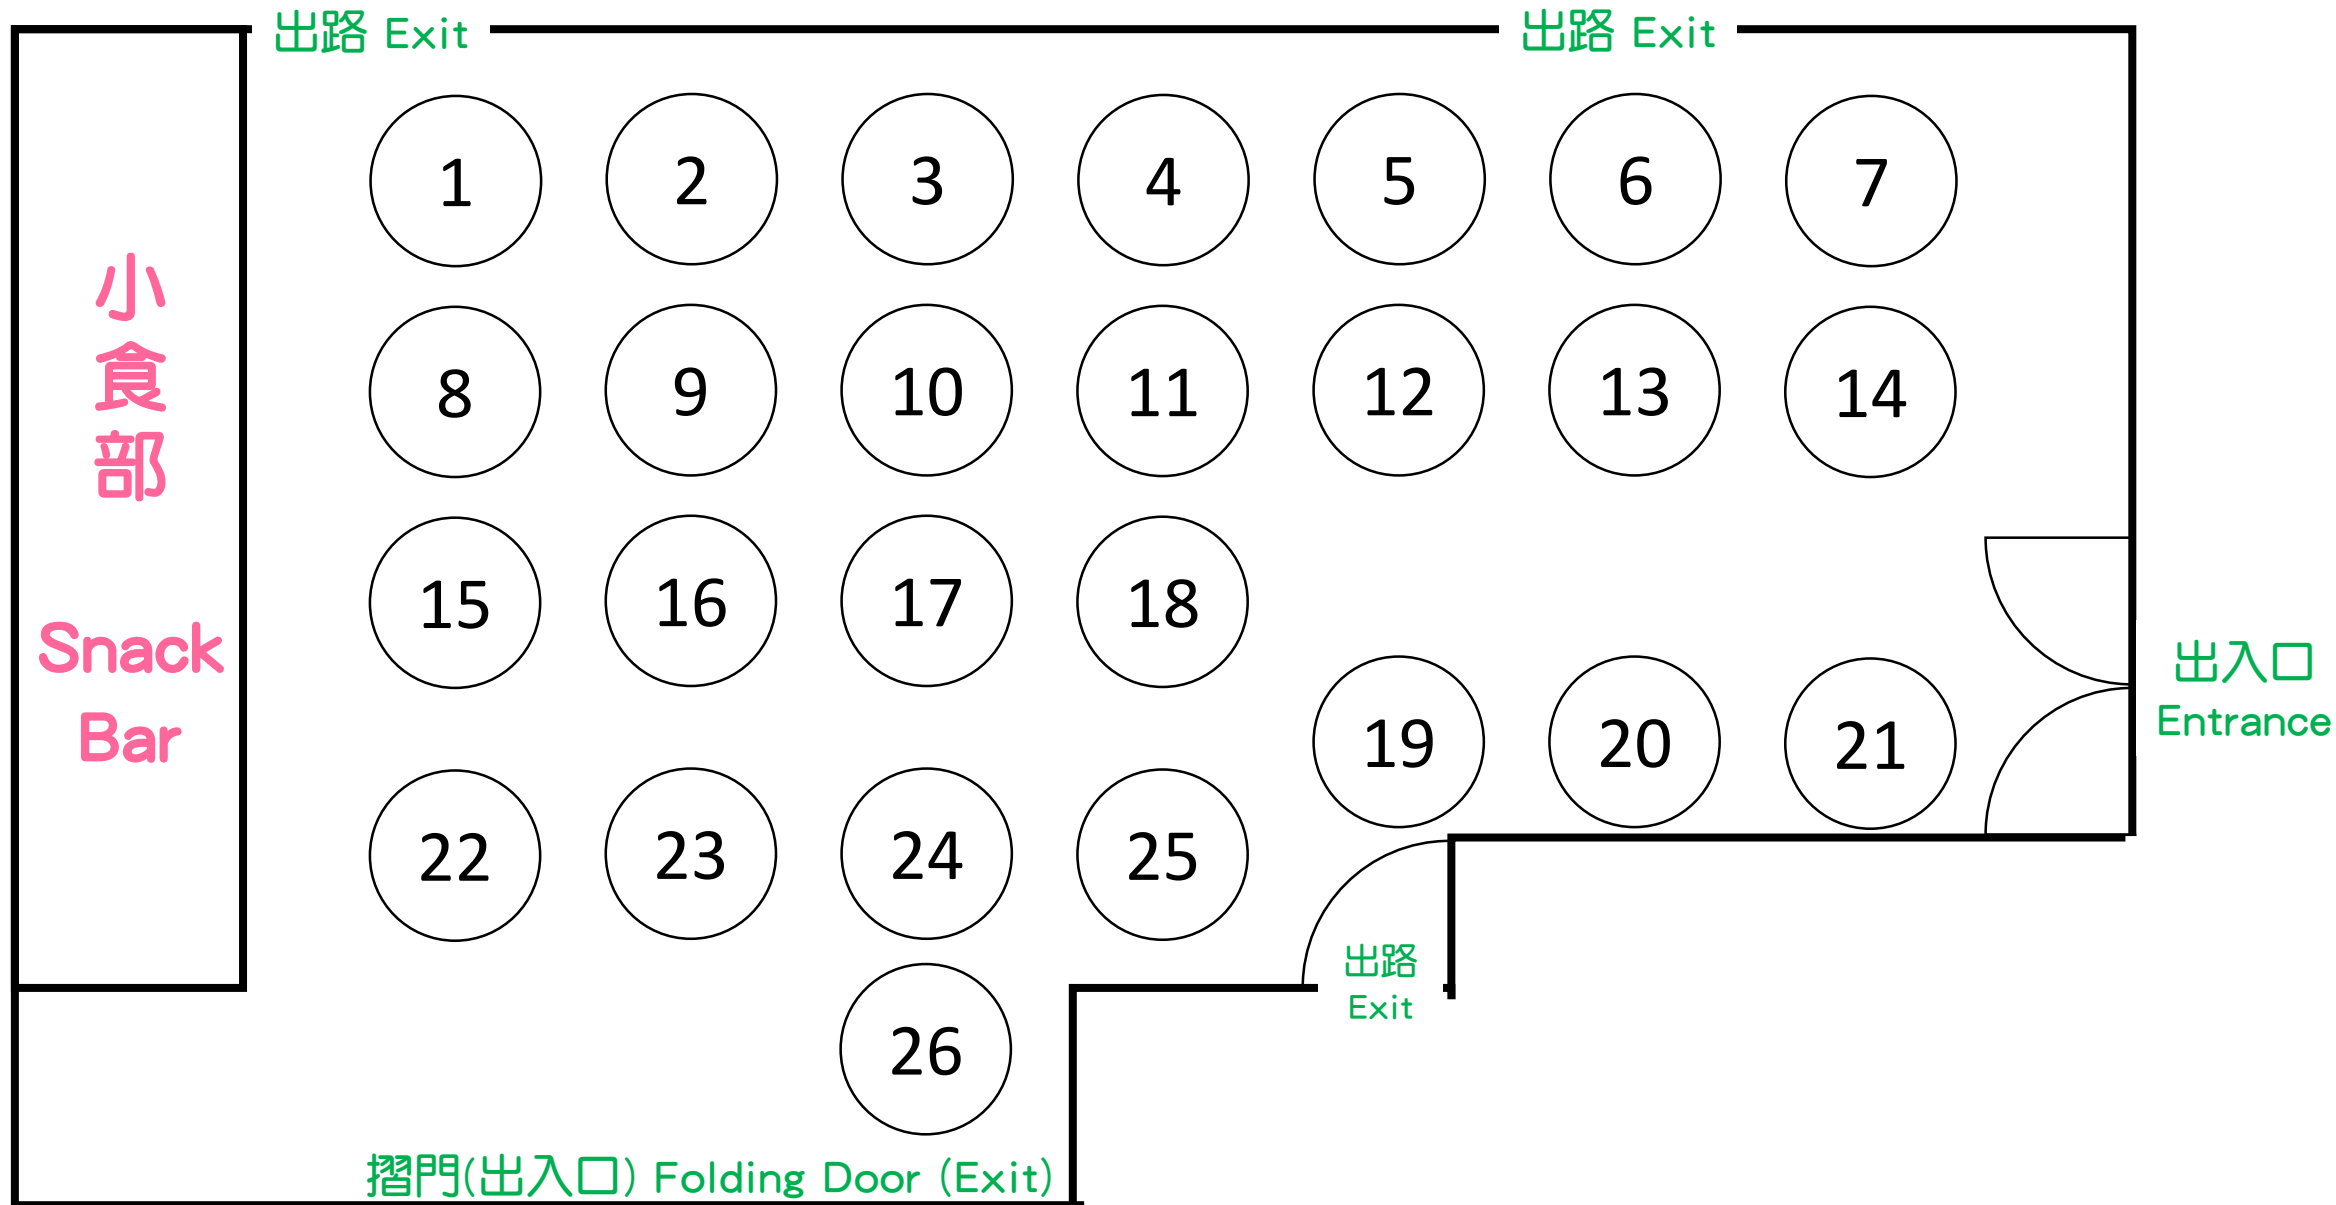 出路 Exit
出路 Exit
1 2 3 4 5 6 7
小
食
部
8 9 10 11 12 13 14
15 16 17 18
Snack
Bar
出入口
Entrance
19 20 21
22 23 24 25
出路
Exit
26
摺門(出入口) Folding Door (Exit)